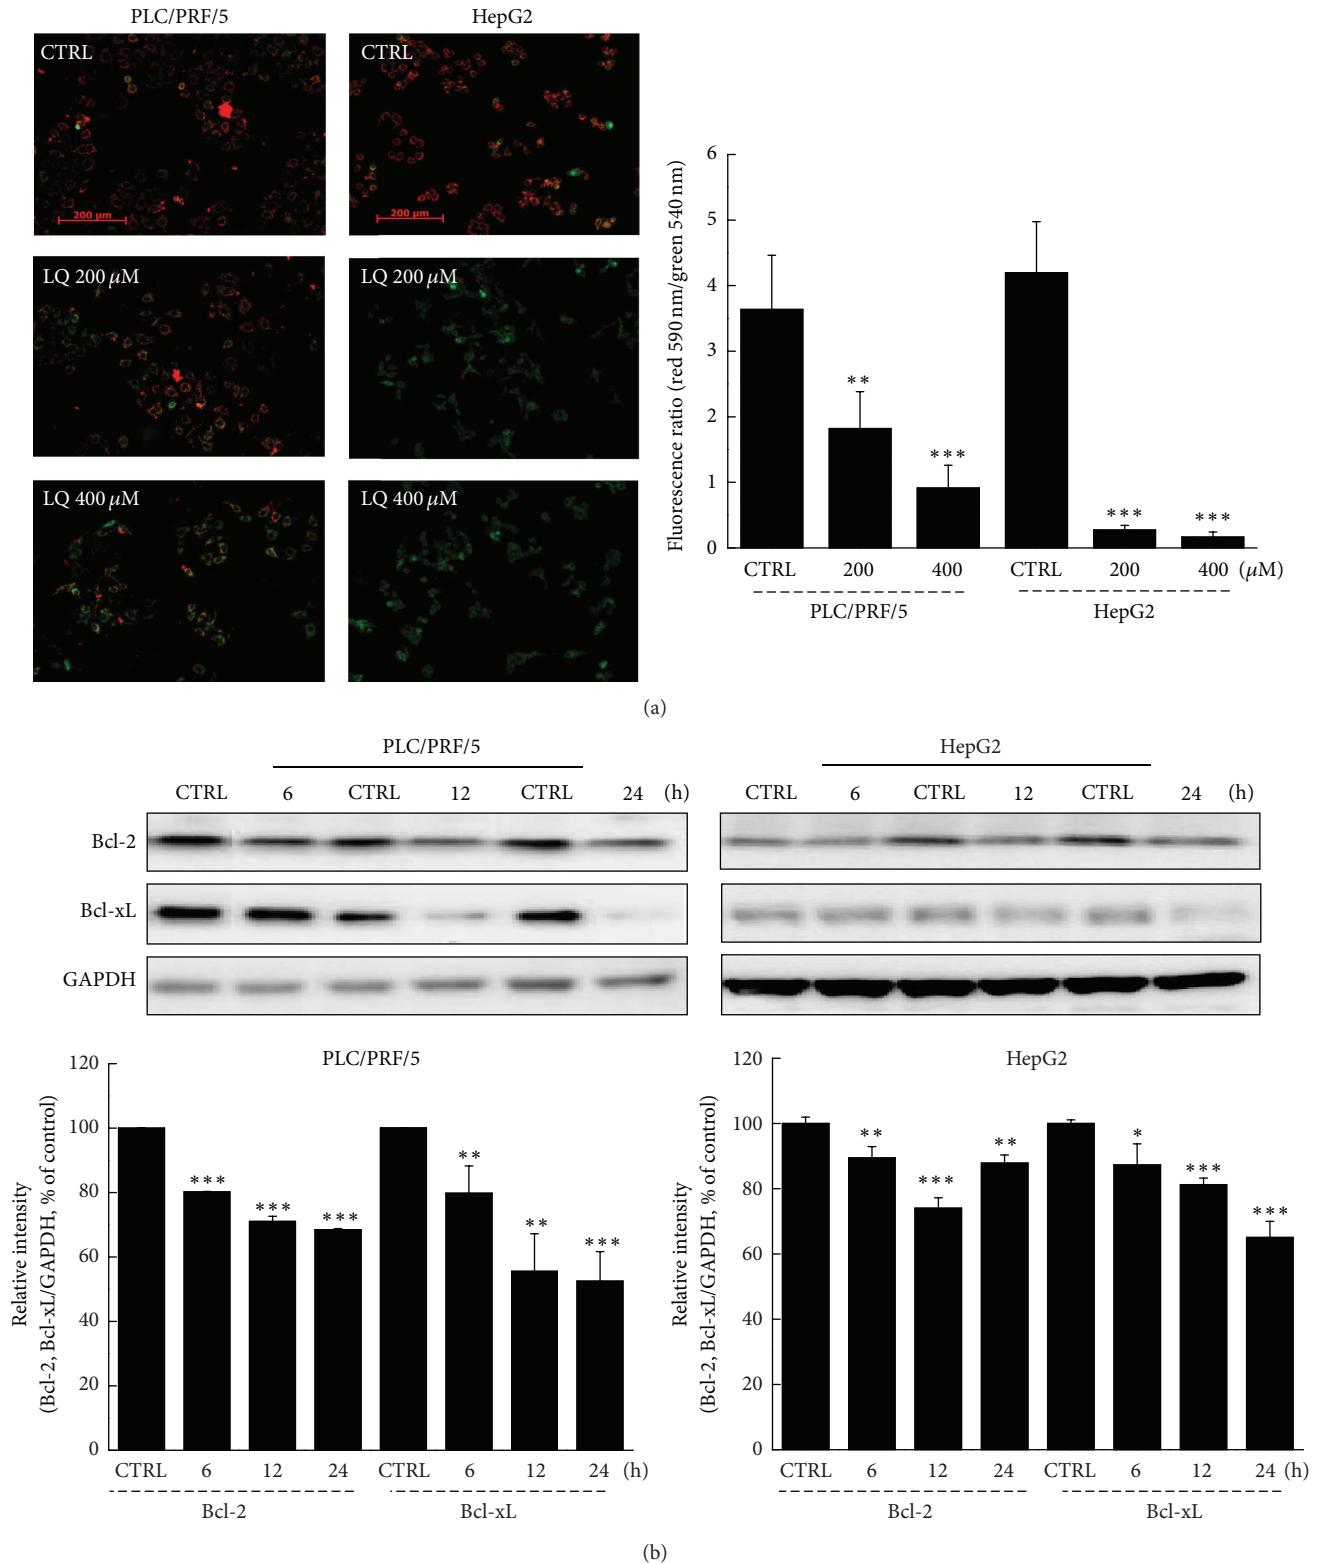 PLC/PRF/5
HepG2
CTRL
CTRL
200 µm
200 µm
LQ 200 µM
LQ 200 µM
LQ 400 µM
LQ 400 µM
Fluorescence ratio (red 590 nm/green 540 nm)
6
5
4
3
2
1
0
**
***
***
***
CTRL 200 400 CTRL 200 400 (µM)
PLC/PRF/5 HepG2
(a)
PLC/PRF/5
CTRL 6 CTRL 12 CTRL 24 (h)
HepG2
CTRL 6 CTRL 12 CTRL 24 (h)
Bcl-2
Bcl-xL
GAPDH
PLC/PRF/5
Relative intensity
(Bcl-2, Bcl-xL/GAPDH, % of control)
120
100
80
60
40
20
0
***
***
***
**
**
***
CTRL 6 12 24 CTRL 6 12 24 (h)
Bcl-2 Bcl-xL
HepG2
Relative intensity
(Bcl-2, Bcl-xL/GAPDH, % of control)
120
100
80
60
40
20
0
**
***
**
*
***
***
CTRL 6 12 24 CTRL 6 12 24 (h)
Bcl-2 Bcl-xL
(b)